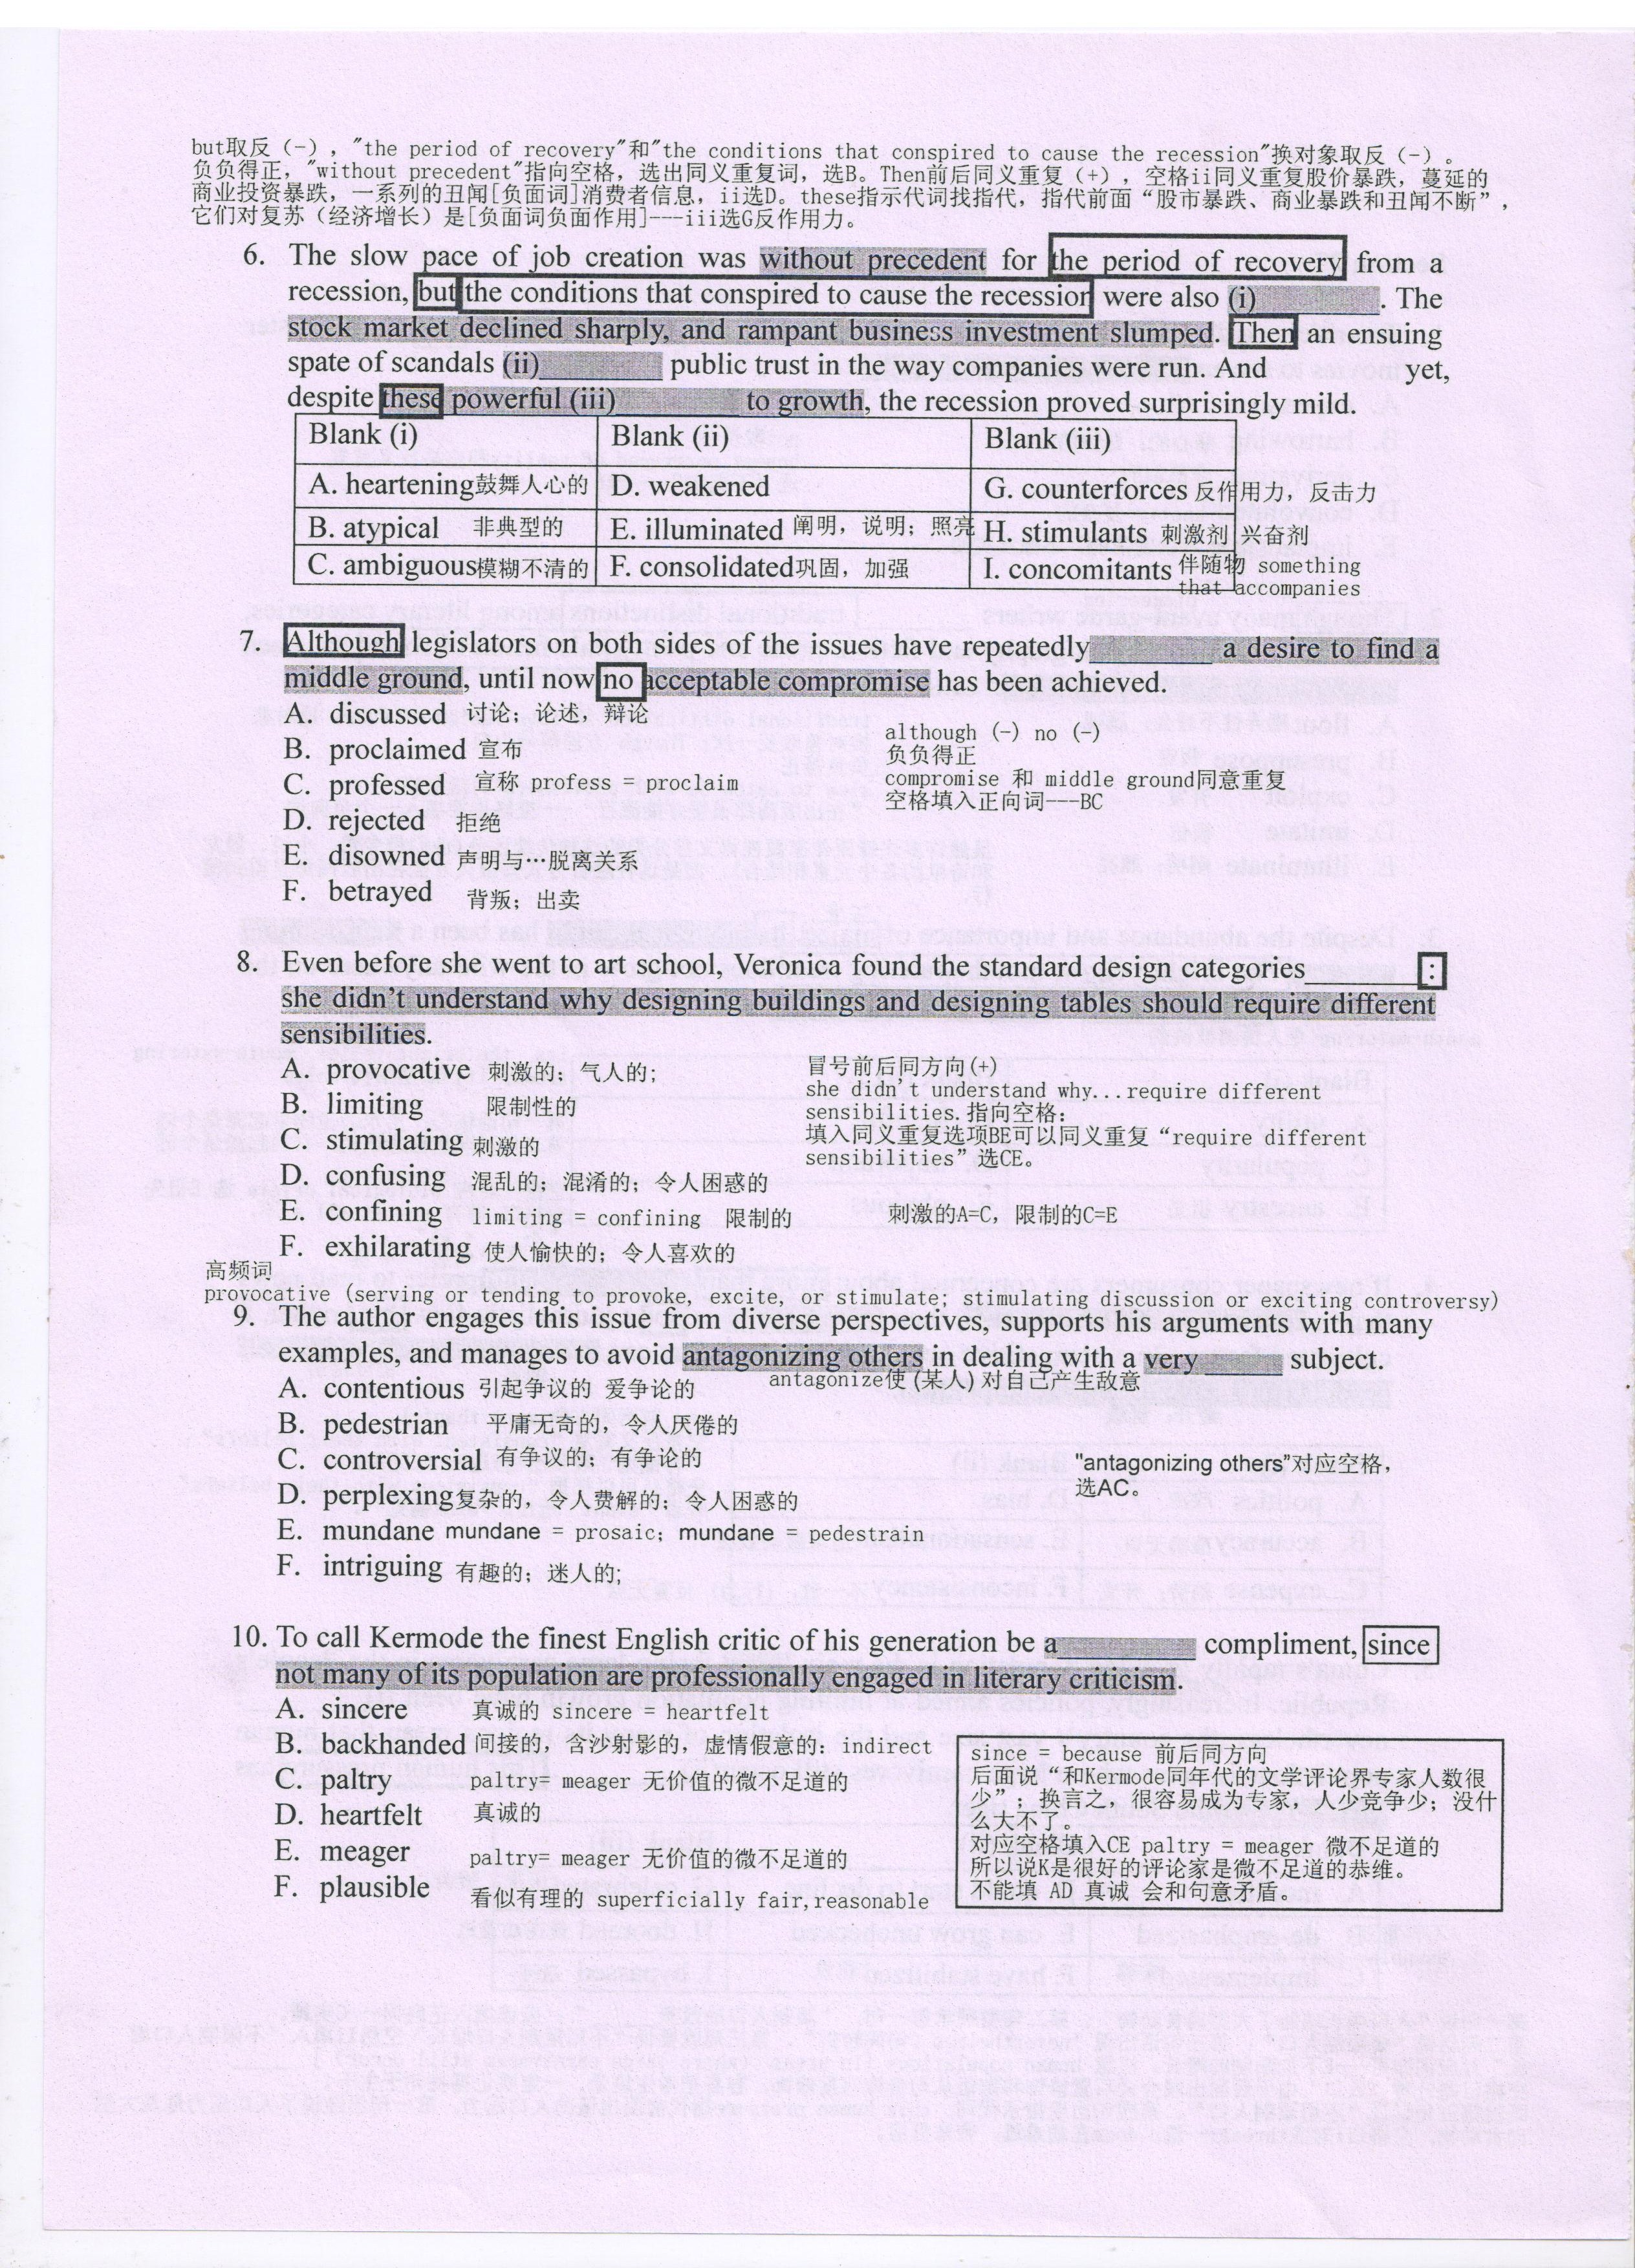 but取反（-），"the period of recovery"和"the conditions that conspired to cause the recession"换对象取反（-）。
负负得正，"without precedent"指向空格，选出同义重复词，选B。Then前后同义重复（+），空格ii同义重复股价暴跌，蔓延的
商业投资暴跌，一系列的丑闻[负面词]消费者信息，ii选D。these指示代词找指代，指代前面“股市暴跌、商业暴跌和丑闻不断”，
它们对复苏（经济增长）是[负面词负面作用]---iii选G反作用力。
6. The slow pace of job creation was without precedent for the period of recovery from a
recession, but the conditions that conspired to cause the recession were also (i)________. The
stock market declined sharply, and rampant business investment slumped. Then an ensuing
spate of scandals (ii)________ public trust in the way companies were run. And yet,
despite these powerful (iii)________ to growth, the recession proved surprisingly mild.
Blank (i) Blank (ii) Blank (iii)
A. heartening鼓舞人心的 D. weakened G. counterforces 反作用力，反击力
B. atypical 非典型的 E. illuminated 阐明，说明；照亮 H. stimulants 刺激剂 兴奋剂
C. ambiguous模糊不清的 F. consolidated巩固，加强 I. concomitants 伴随物 something
that accompanies
7. Although legislators on both sides of the issues have repeatedly________ a desire to find a
middle ground, until now no acceptable compromise has been achieved.
A. discussed 讨论；论述，辩论
although (-) no (-)
B. proclaimed 宣布
负负得正
C. professed 宣称 profess = proclaim
compromise 和 middle ground同意重复
空格填入正向词---BC
D. rejected 拒绝
E. disowned 声明与…脱离关系
F. betrayed 背叛；出卖
8. Even before she went to art school, Veronica found the standard design categories________:
she didn't understand why designing buildings and designing tables should require different
sensibilities.
A. provocative 刺激的；气人的；
冒号前后同方向(+)
she didn't understand why...require different
B. limiting 限制性的
sensibilities.指向空格：
C. stimulating 刺激的
填入同义重复选项BE可以同义重复“require different
sensibilities”选CE。
D. confusing 混乱的；混淆的；令人困惑的
E. confining limiting = confining 限制的 刺激的A=C，限制的C=E
F. exhilarating 使人愉快的；令人喜欢的
高频词
provocative (serving or tending to provoke, excite, or stimulate; stimulating discussion or exciting controversy)
9. The author engages this issue from diverse perspectives, supports his arguments with many
examples, and manages to avoid antagonizing others in dealing with a very________ subject.
antagonize使(某人)对自己产生敌意
A. contentious 引起争议的 爱争论的
B. pedestrian 平庸无奇的，令人厌倦的
C. controversial 有争议的；有争论的
"antagonizing others"对应空格，
选AC。
D. perplexing复杂的，令人费解的；令人困惑的
E. mundane mundane = prosaic；mundane = pedestrain
F. intriguing 有趣的；迷人的；
10. To call Kermode the finest English critic of his generation be a________ compliment, since
not many of its population are professionally engaged in literary criticism.
A. sincere 真诚的 sincere = heartfelt
B. backhanded 间接的，含沙射影的，虚情假意的：indirect
C. paltry paltry= meager 无价值的微不足道的
D. heartfelt 真诚的
E. meager paltry= meager 无价值的微不足道的
F. plausible 看似有理的 superficially fair,reasonable
since = because 前后同方向
后面说“和Kermode同年代的文学评论界专家人数很
少”；换言之，很容易成为专家，人少竞争少；没什
么大不了。
对应空格填入CE paltry = meager 微不足道的
所以说K是很好的评论家是微不足道的恭维。
不能填 AD 真诚 会和句意矛盾。